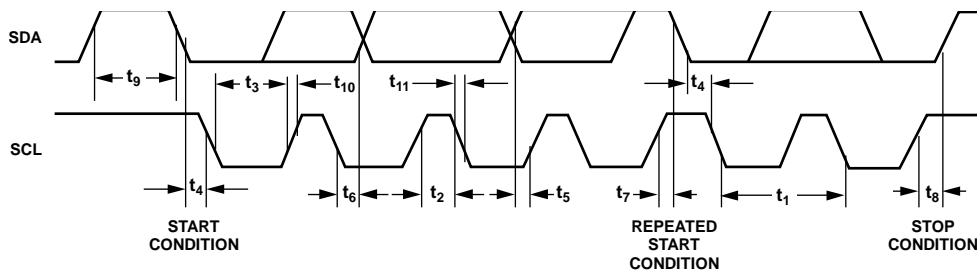 SDA
t9
t3
t10
t11
t4
SCL
t4
t6
t2
t5
t7
t1
t8
START
CONDITION
REPEATED
START
CONDITION
STOP
CONDITION